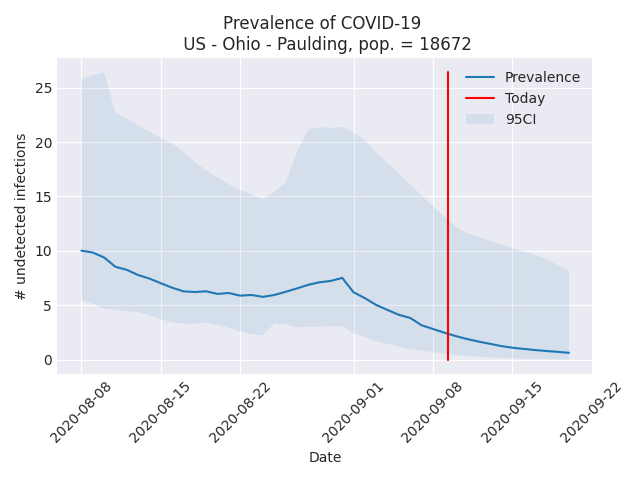 Prevalence of COVID-19
US - Ohio - Paulding, pop. = 18672
Prevalence
Today
95CI
25
20
15
10
5
0
# undetected infections
2020-08-08
2020-08-15
2020-08-22
2020-09-01
2020-09-08
2020-09-15
2020-09-22
Date